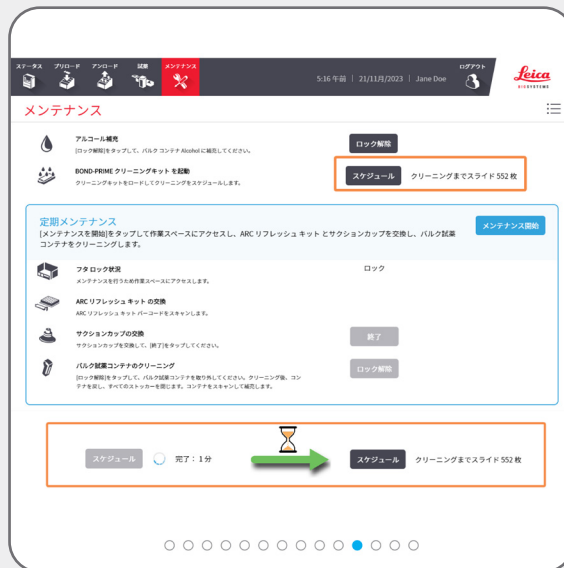 ステータス プリロード アンロード 試薬 メンテナンス
5:16 午前 | 21/11月/2023 | Jane Doe
ログアウト
Leica
BIOSYSTEMS
メンテナンス
アルコール補充
[ロック解除]をタップして、バルク コンテナ Alcohol に補充してください。
ロック解除
BOND-PRIME クリーニングキット を起動
クリーニングキットをロードしてクリーニングをスケジュールします。
スケジュール クリーニングまでスライド 552 枚
定期メンテナンス
[メンテナンスを開始]をタップして作業スペースにアクセスし、ARC リフレッシュ キット とサクションカップを交換し、バルク試薬
コンテナをクリーニングします。
メンテナンス開始
フタ ロック状況
メンテナンスを行うため作業スペースにアクセスします。
ロック
ARC リフレッシュ キット の交換
ARC リフレッシュ キット バーコードをスキャンします。
サクションカップの交換
サクションカップを交換して、[終了]をタップしてください。
終了
バルク試薬コンテナのクリーニング
[ロック解除]をタップして、バルク試薬コンテナを取り外してください。クリーニング後、コン
テナを戻し、すべてのストッカーを閉じます。コンテナをスキャンして補充します。
ロック解除
スケジュール 完了: 1 分
スケジュール クリーニングまでスライド 552 枚